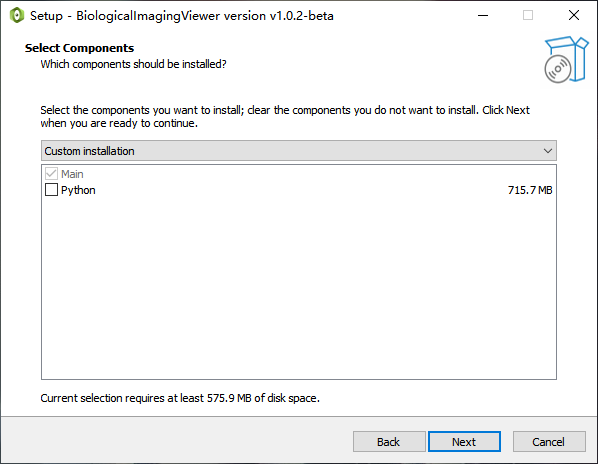 Setup - BiologicalImagingViewer version v1.0.2-beta
Select Components
Which components should be installed?
Select the components you want to install; clear the components you do not want to install. Click Next
when you are ready to continue.
Custom installation
Main
Python 715.7 MB
Current selection requires at least 575.9 MB of disk space.
Back Next Cancel